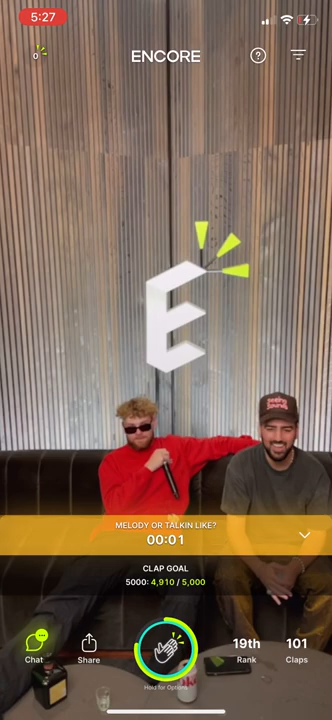 5:27
0
ENCORE
?
E
MELODY OR TALKIN LIKE?
00:01
CLAP GOAL
5000: 4,910 / 5,000
Chat
Share
Hold for Options
19th
Rank
101
Claps